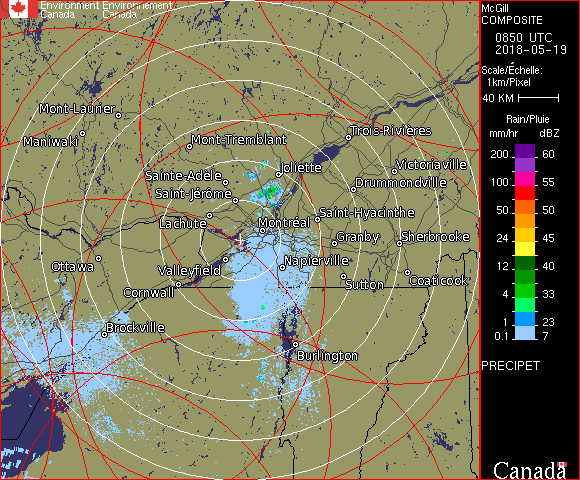 Environment Environnement
Canada Canada
McGill
COMPOSITE
0850 UTC
2018-05-19
Scale/Échelle:
1km/Pixel
40 KM
Rain/Pluie
mm/hr dBZ
200 60
100 55
50 50
24 45
12 40
4 33
1 23
0.1 7
PRECIPET
Canada
Mont-Laurier
Maniwaki
Mont-Tremblant
Trois-Rivières
Sainte-Adèle
Joliette
Victoriaville
Saint-Jérôme
Drummondville
Lachute
Montréal
Saint-Hyacinthe
Granby
Sherbrooke
Ottawa
Valleyfield
Napierville
Cornwall
Sutton
Coaticook
Brockville
Burlington